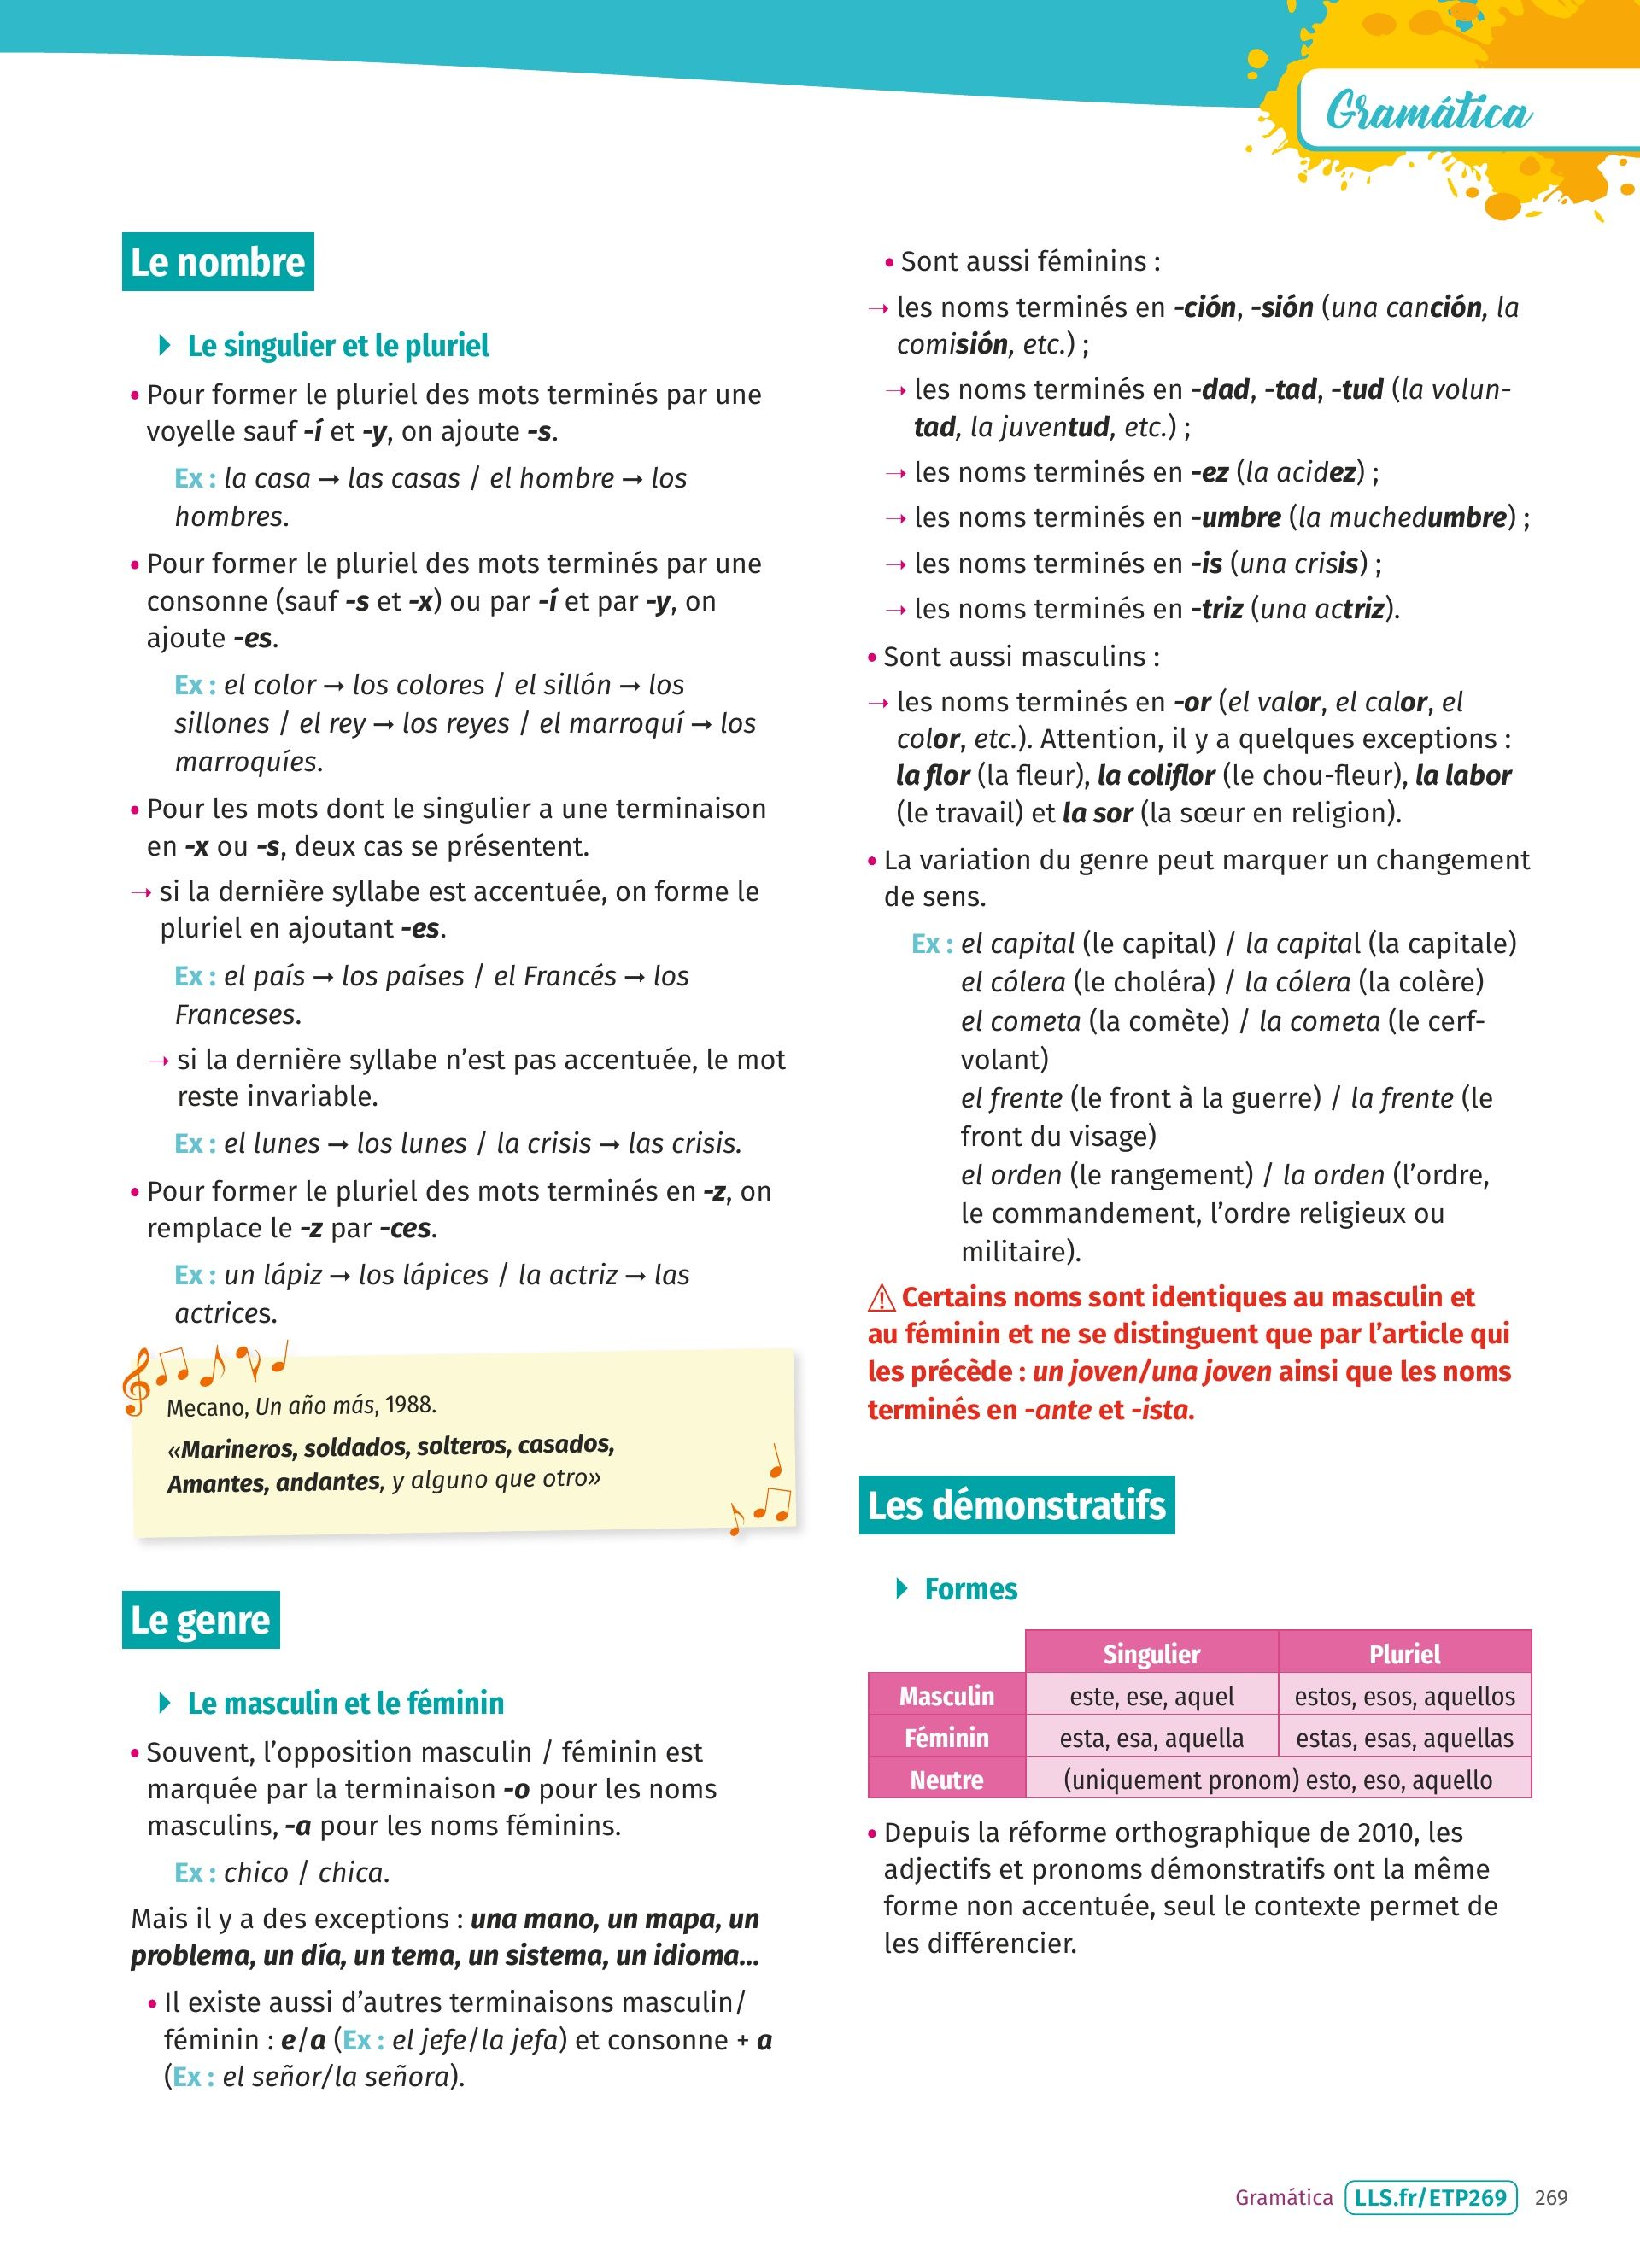 Gramática
Le nombre
Le singulier et le pluriel
• Pour former le pluriel des mots terminés par une
voyelle sauf -í et -y, on ajoute -s.
Ex : la casa → las casas / el hombre → los
hombres.
• Pour former le pluriel des mots terminés par une
consonne (sauf -s et -x) ou par -í et par -y, on
ajoute -es.
Ex : el color → los colores / el sillón → los
sillones / el rey → los reyes / el marroquí → los
marroquíes.
• Pour les mots dont le singulier a une terminaison
en -x ou -s, deux cas se présentent.
→ si la dernière syllabe est accentuée, on forme le
pluriel en ajoutant -es.
Ex : el país → los países / el Francés → los
Franceses.
→ si la dernière syllabe n’est pas accentuée, le mot
reste invariable.
Ex : el lunes → los lunes / la crisis → las crisis.
• Pour former le pluriel des mots terminés en -z, on
remplace le -z par -ces.
Ex : un lápiz → los lápices / la actriz → las
actrices.
Mecano, Un año más, 1988.
«Marineros, soldados, solteros, casados,
Amantes, andantes, y alguno que otro»
Le genre
Le masculin et le féminin
• Souvent, l’opposition masculin / féminin est
marquée par la terminaison -o pour les noms
masculins, -a pour les noms féminins.
Ex : chico / chica.
Mais il y a des exceptions : una mano, un mapa, un
problema, un día, un tema, un sistema, un idioma...
• Il existe aussi d’autres terminaisons masculin/
féminin : e/a (Ex : el jefe/la jefa) et consonne + a
(Ex : el señor/la señora).
• Sont aussi féminins :
→ les noms terminés en -ción, -sión (una canción, la
comisión, etc.) ;
→ les noms terminés en -dad, -tad, -tud (la volun-
tad, la juventud, etc.) ;
→ les noms terminés en -ez (la acidez) ;
→ les noms terminés en -umbre (la muchedumbre) ;
→ les noms terminés en -is (una crisis) ;
→ les noms terminés en -triz (una actriz).
• Sont aussi masculins :
→ les noms terminés en -or (el valor, el calor, el
color, etc.). Attention, il y a quelques exceptions :
la flor (la fleur), la coliflor (le chou-fleur), la labor
(le travail) et la sor (la sœur en religion).
• La variation du genre peut marquer un changement
de sens.
Ex : el capital (le capital) / la capital (la capitale)
el cólera (le choléra) / la cólera (la colère)
el cometa (la comète) / la cometa (le cerf-
volant)
el frente (le front à la guerre) / la frente (le
front du visage)
el orden (le rangement) / la orden (l’ordre,
le commandement, l’ordre religieux ou
militaire).
⚠ Certains noms sont identiques au masculin et
au féminin et ne se distinguent que par l’article qui
les précède : un joven/una joven ainsi que les noms
terminés en -ante et -ista.
Les démonstratifs
Formes
Singulier Pluriel
Masculin este, ese, aquel estos, esos, aquellos
Féminin esta, esa, aquella estas, esas, aquellas
Neutre (uniquement pronom) esto, eso, aquello
• Depuis la réforme orthographique de 2010, les
adjectifs et pronoms démonstratifs ont la même
forme non accentuée, seul le contexte permet de
les différencier.
Gramática LLS.fr/ETP269 269